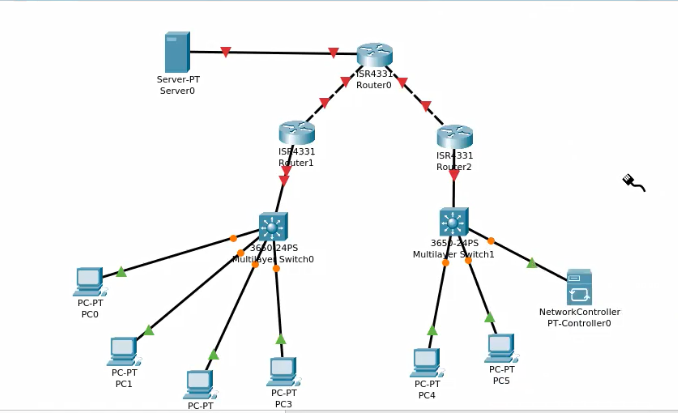 Server-PT
Server0
ISR4331
Router0
ISR4331
Router1
ISR4331
Router2
3650-24PS
Multilayer Switch0
3650-24PS
Multilayer Switch1
PC-PT
PC0
PC-PT
PC1
PC-PT
PC-PT
PC3
PC-PT
PC4
PC-PT
PC5
NetworkController
PT-Controller0